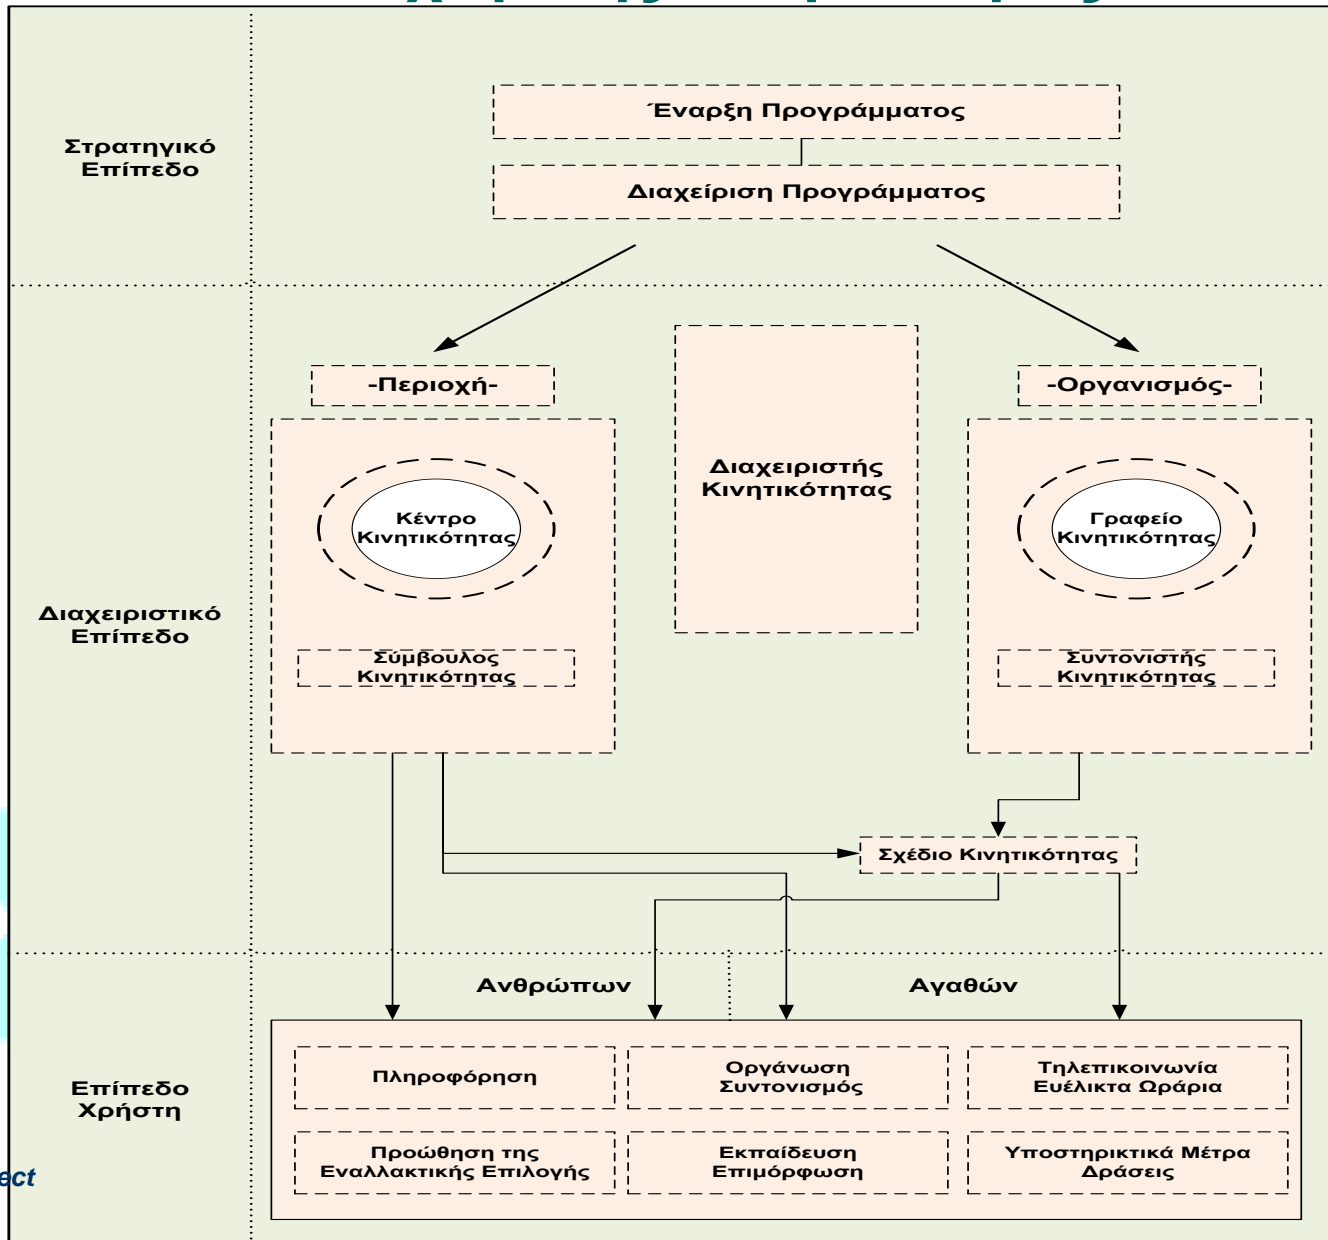 Έναρξη Προγράμματος
Στρατηγικό
Επίπεδο
Διαχείριση Προγράμματος
-Περιοχή-
-Οργανισμός-
Διαχειριστής
Κινητικότητας
Κέντρο
Κινητικότητας
Γραφείο
Κινητικότητας
Διαχειριστικό
Επίπεδο
Σύμβουλος
Κινητικότητας
Συντονιστής
Κινητικότητας
Σχέδιο Κινητικότητας
Ανθρώπων
Αγαθών
Επίπεδο
Χρήστη
Πληροφόρηση
Οργάνωση
Συντονισμός
Τηλεπικοινωνία
Ευέλικτα Ωράρια
Προώθηση της
Εναλλακτικής Επιλογής
Εκπαίδευση
Επιμόρφωση
Υποστηρικτικά Μέτρα
Δράσεις
ect